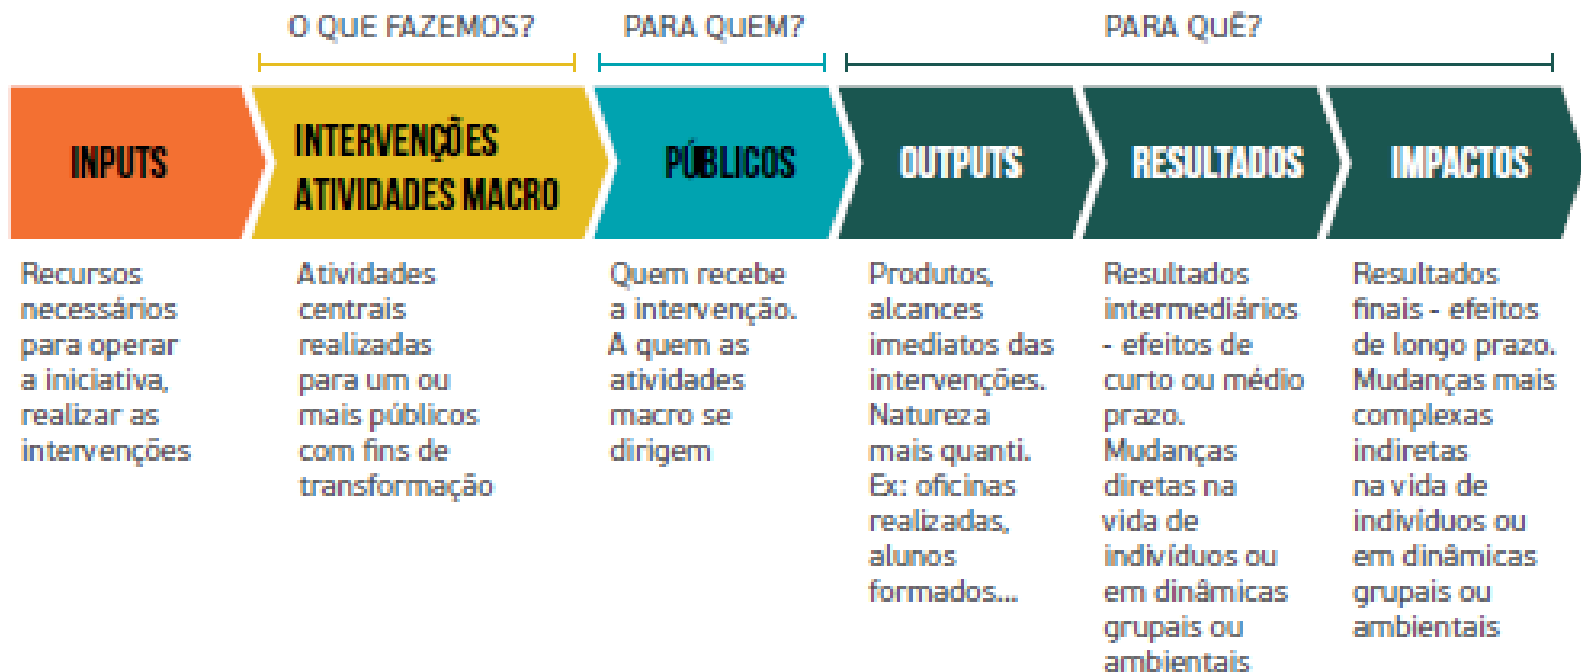 O QUE FAZEMOS?
PARA QUEM?
PARA QUÊ?
INPUTS
INTERVENÇÕES
ATIVIDADES MACRO
PÚBLICOS
OUTPUTS
RESULTADOS
IMPACTOS
Recursos
necessários
para operar
a iniciativa,
realizar as
intervenções
Atividades
centrais
realizadas
para um ou
mais públicos
com fins de
transformação
Quem recebe
a intervenção.
A quem as
atividades
macro se
dirigem
Produtos,
alcances
imediatos das
intervenções.
Natureza
mais quanti.
Ex: oficinas
realizadas,
alunos
formados...
Resultados
intermediários
- efeitos de
curto ou médio
prazo.
Mudanças
diretas na
vida de
indivíduos ou
em dinâmicas
grupais ou
ambientais
Resultados
finais - efeitos
de longo prazo.
Mudanças mais
complexas
indiretas
na vida de
indivíduos ou
em dinâmicas
grupais ou
ambientais